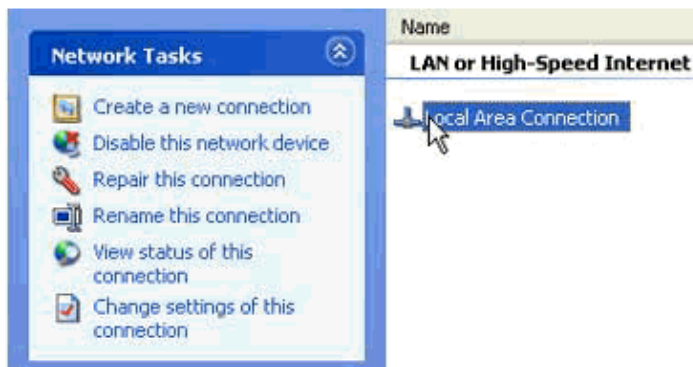 Network Tasks
Create a new connection
Disable this network device
Repair this connection
Rename this connection
View status of this
connection
Change settings of this
connection
Name
LAN or High-Speed Internet
Local Area Connection